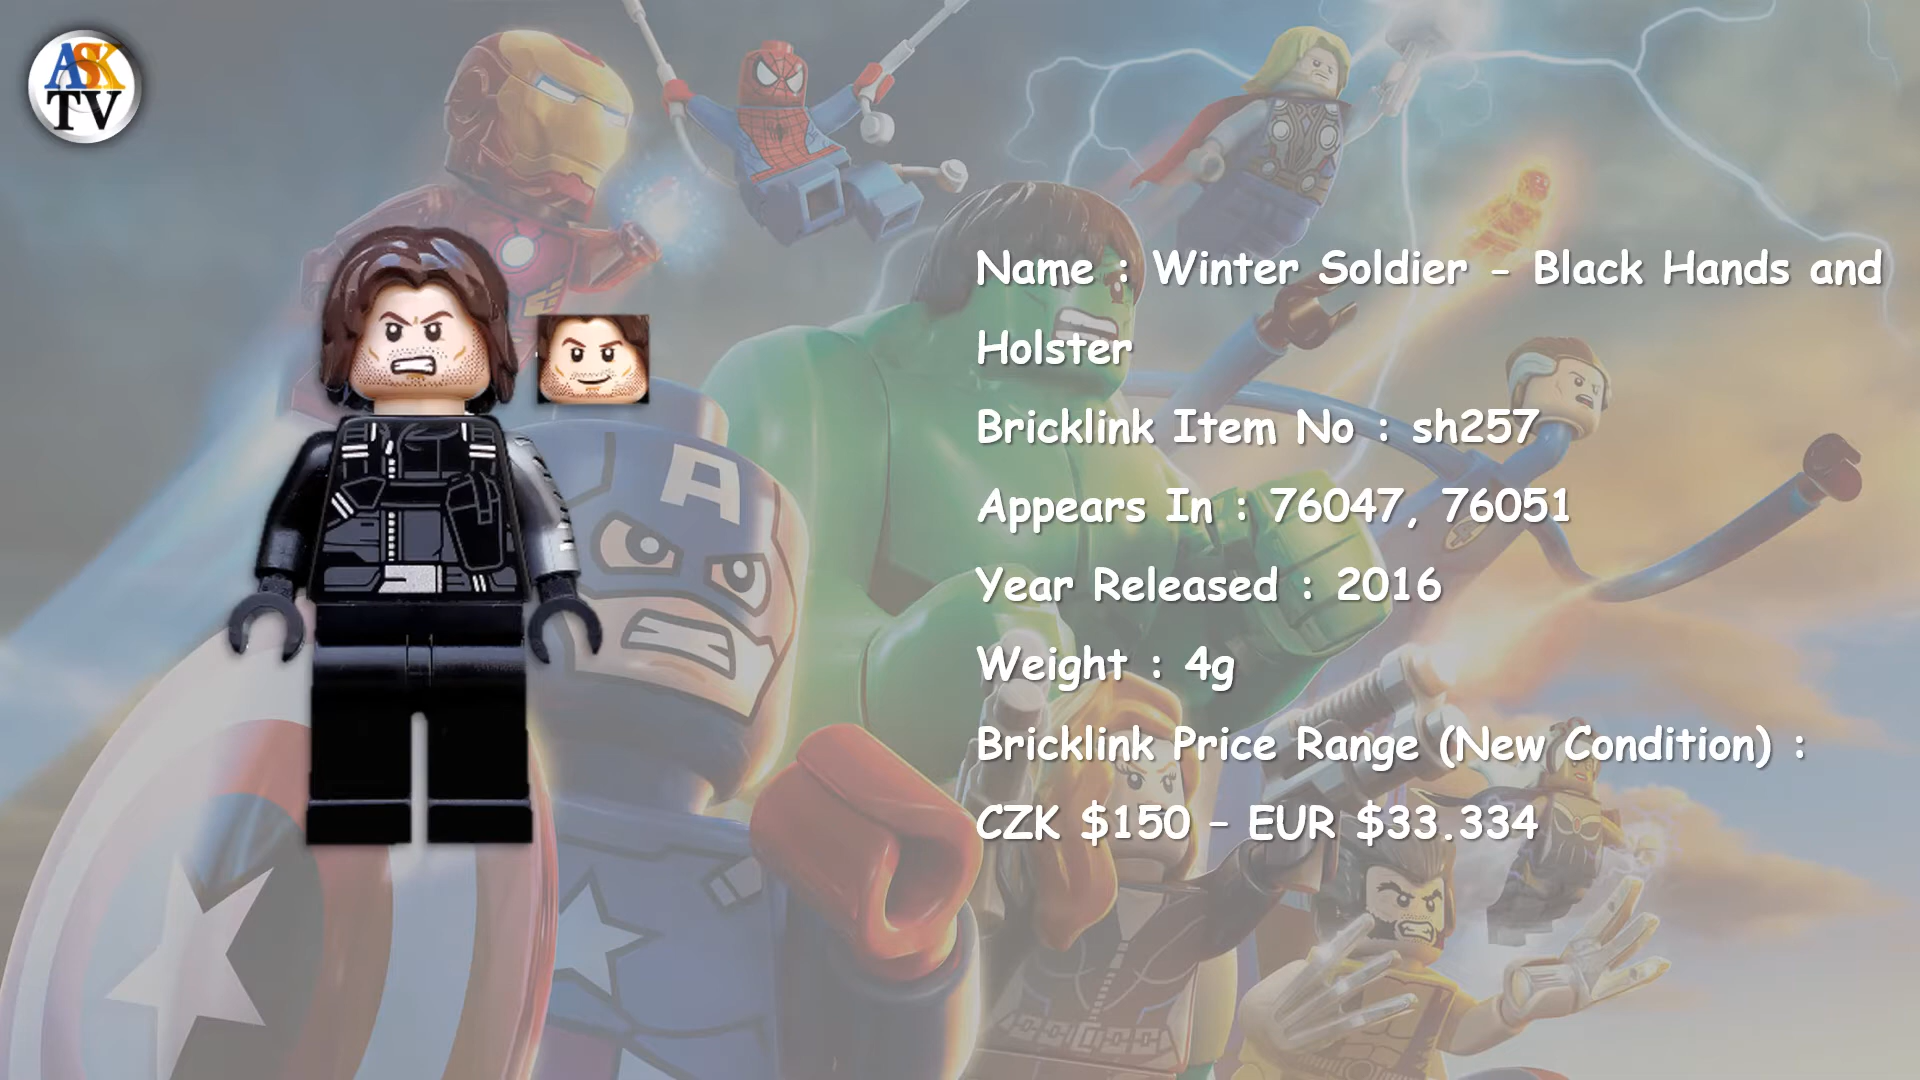 ASK
TV
Name : Winter Soldier - Black Hands and
Holster
Bricklink Item No : sh257
Appears In : 76047, 76051
Year Released : 2016
Weight : 4g
Bricklink Price Range (New Condition) :
CZK $150 – EUR $33.334
A